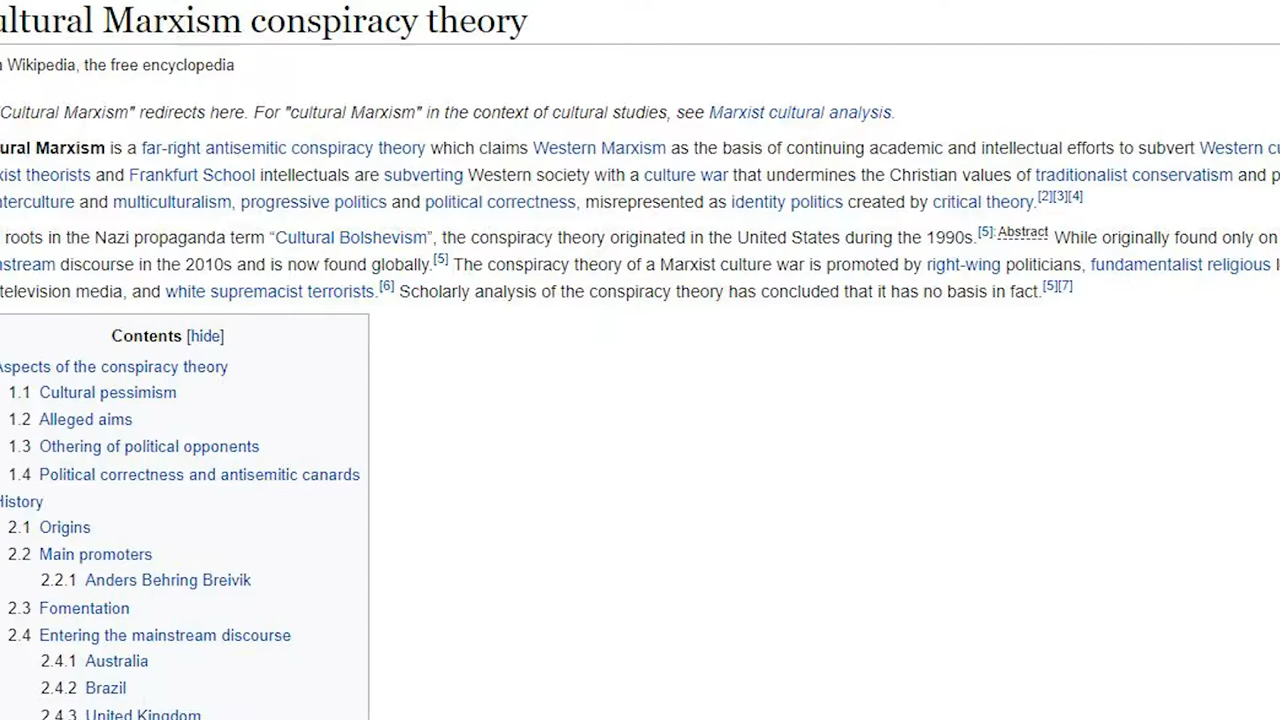 ultural Marxism conspiracy theory
Wikipedia, the free encyclopedia
"Cultural Marxism" redirects here. For "cultural Marxism" in the context of cultural studies, see Marxist cultural analysis.
ural Marxism is a far-right antisemitic conspiracy theory which claims Western Marxism as the basis of continuing academic and intellectual efforts to subvert Western cu
xist theorists and Frankfurt School intellectuals are subverting Western society with a culture war that undermines the Christian values of traditionalist conservatism and p
nterculture and multiculturalism, progressive politics and political correctness, misrepresented as identity politics created by critical theory.[2][3][4]
roots in the Nazi propaganda term “Cultural Bolshevism”, the conspiracy theory originated in the United States during the 1990s.[5]:Abstract While originally found only on
nstream discourse in the 2010s and is now found globally.[5] The conspiracy theory of a Marxist culture war is promoted by right-wing politicians, fundamentalist religious l
television media, and white supremacist terrorists.[6] Scholarly analysis of the conspiracy theory has concluded that it has no basis in fact.[5][7]
Contents [hide]
Aspects of the conspiracy theory
1.1 Cultural pessimism
1.2 Alleged aims
1.3 Othering of political opponents
1.4 Political correctness and antisemitic canards
History
2.1 Origins
2.2 Main promoters
2.2.1 Anders Behring Breivik
2.3 Fomentation
2.4 Entering the mainstream discourse
2.4.1 Australia
2.4.2 Brazil
2.4.3 United Kingdom